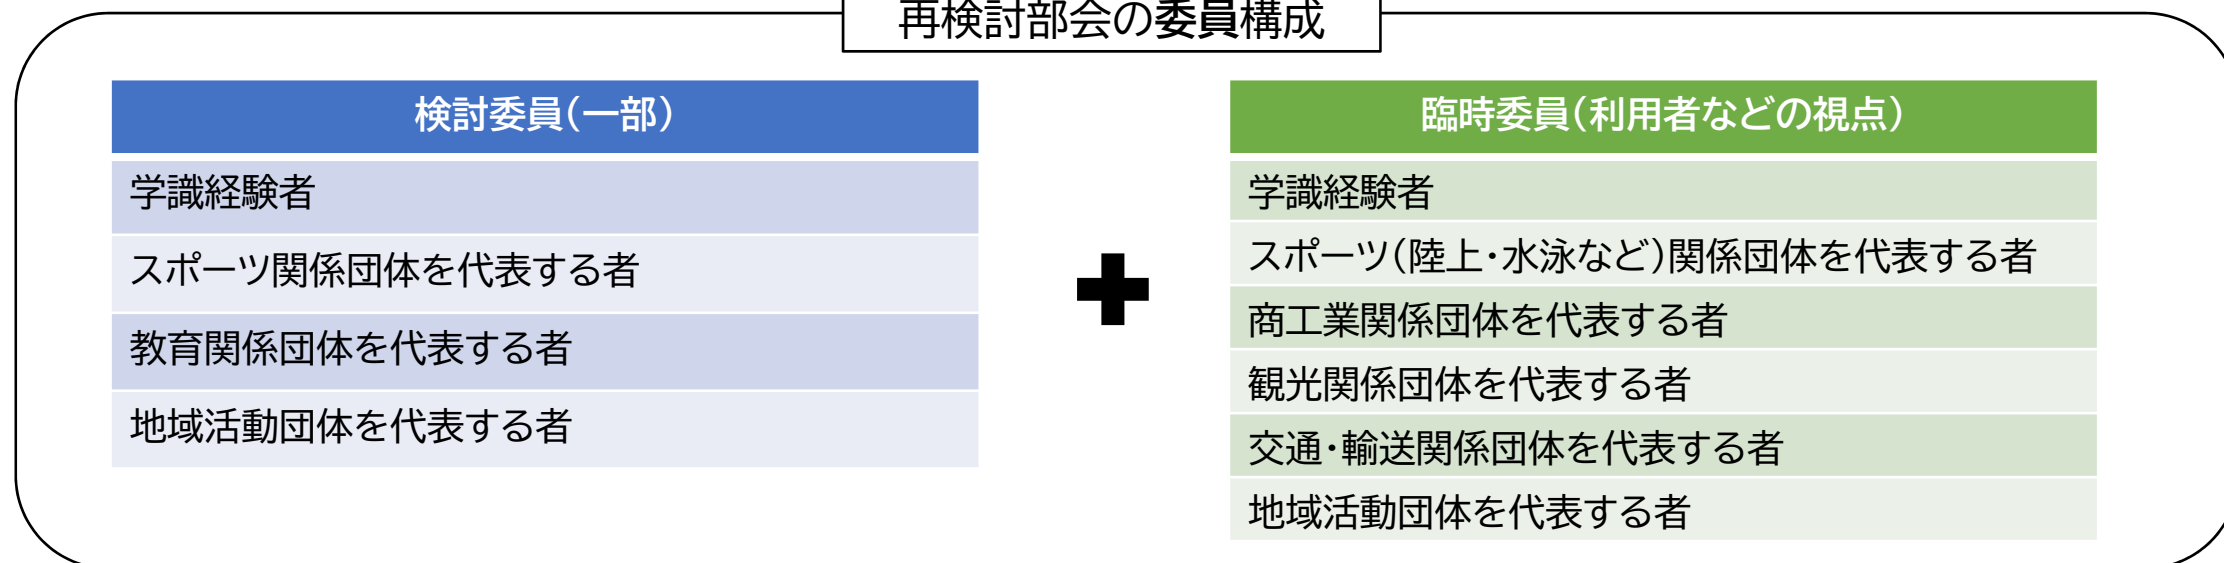 再検討部会の委員構成
検討委員(一部)
学識経験者
スポーツ関係団体を代表する者
教育関係団体を代表する者
地域活動団体を代表する者
臨時委員(利用者などの視点)
学識経験者
スポーツ(陸上・水泳など)関係団体を代表する者
商工業関係団体を代表する者
観光関係団体を代表する者
交通・輸送関係団体を代表する者
地域活動団体を代表する者